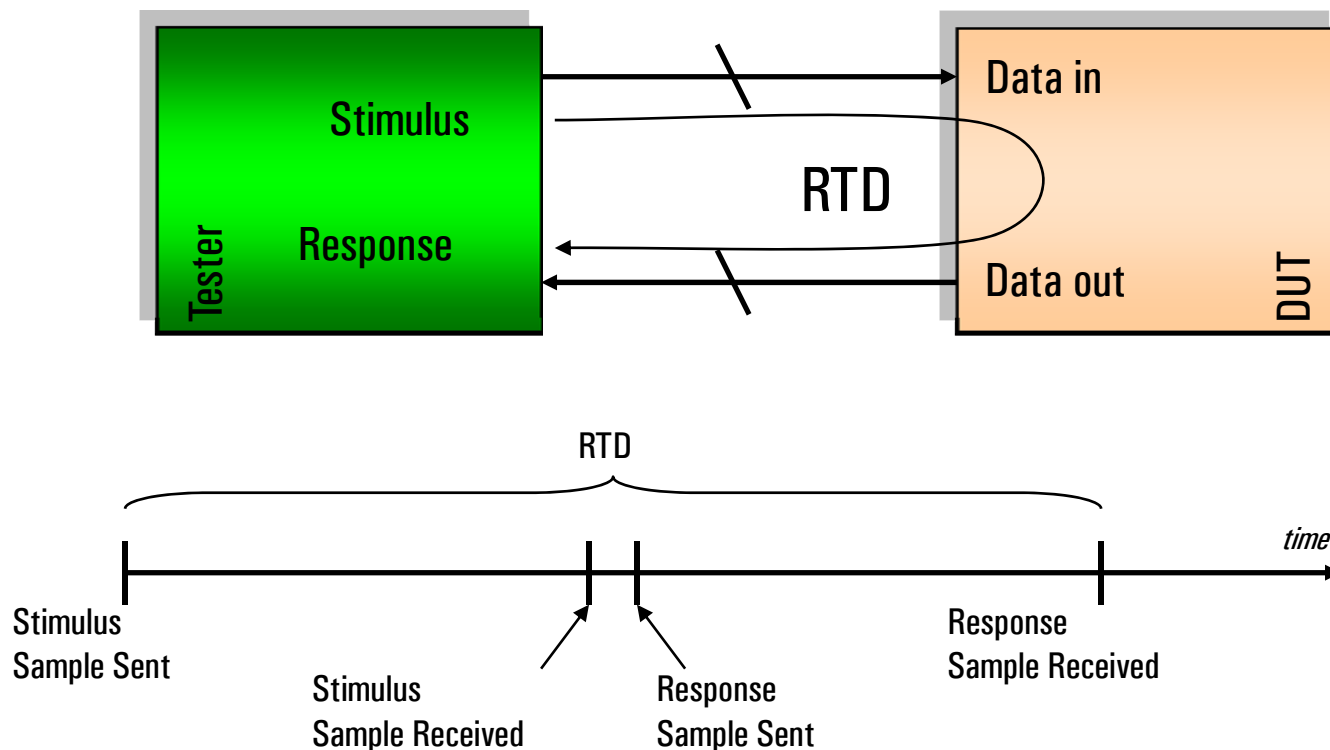 Stimulus
Data in
RTD
Response
Tester
Data out
DUT
RTD
time
Stimulus
Sample Sent
Stimulus
Sample Received
Response
Sample Sent
Response
Sample Received